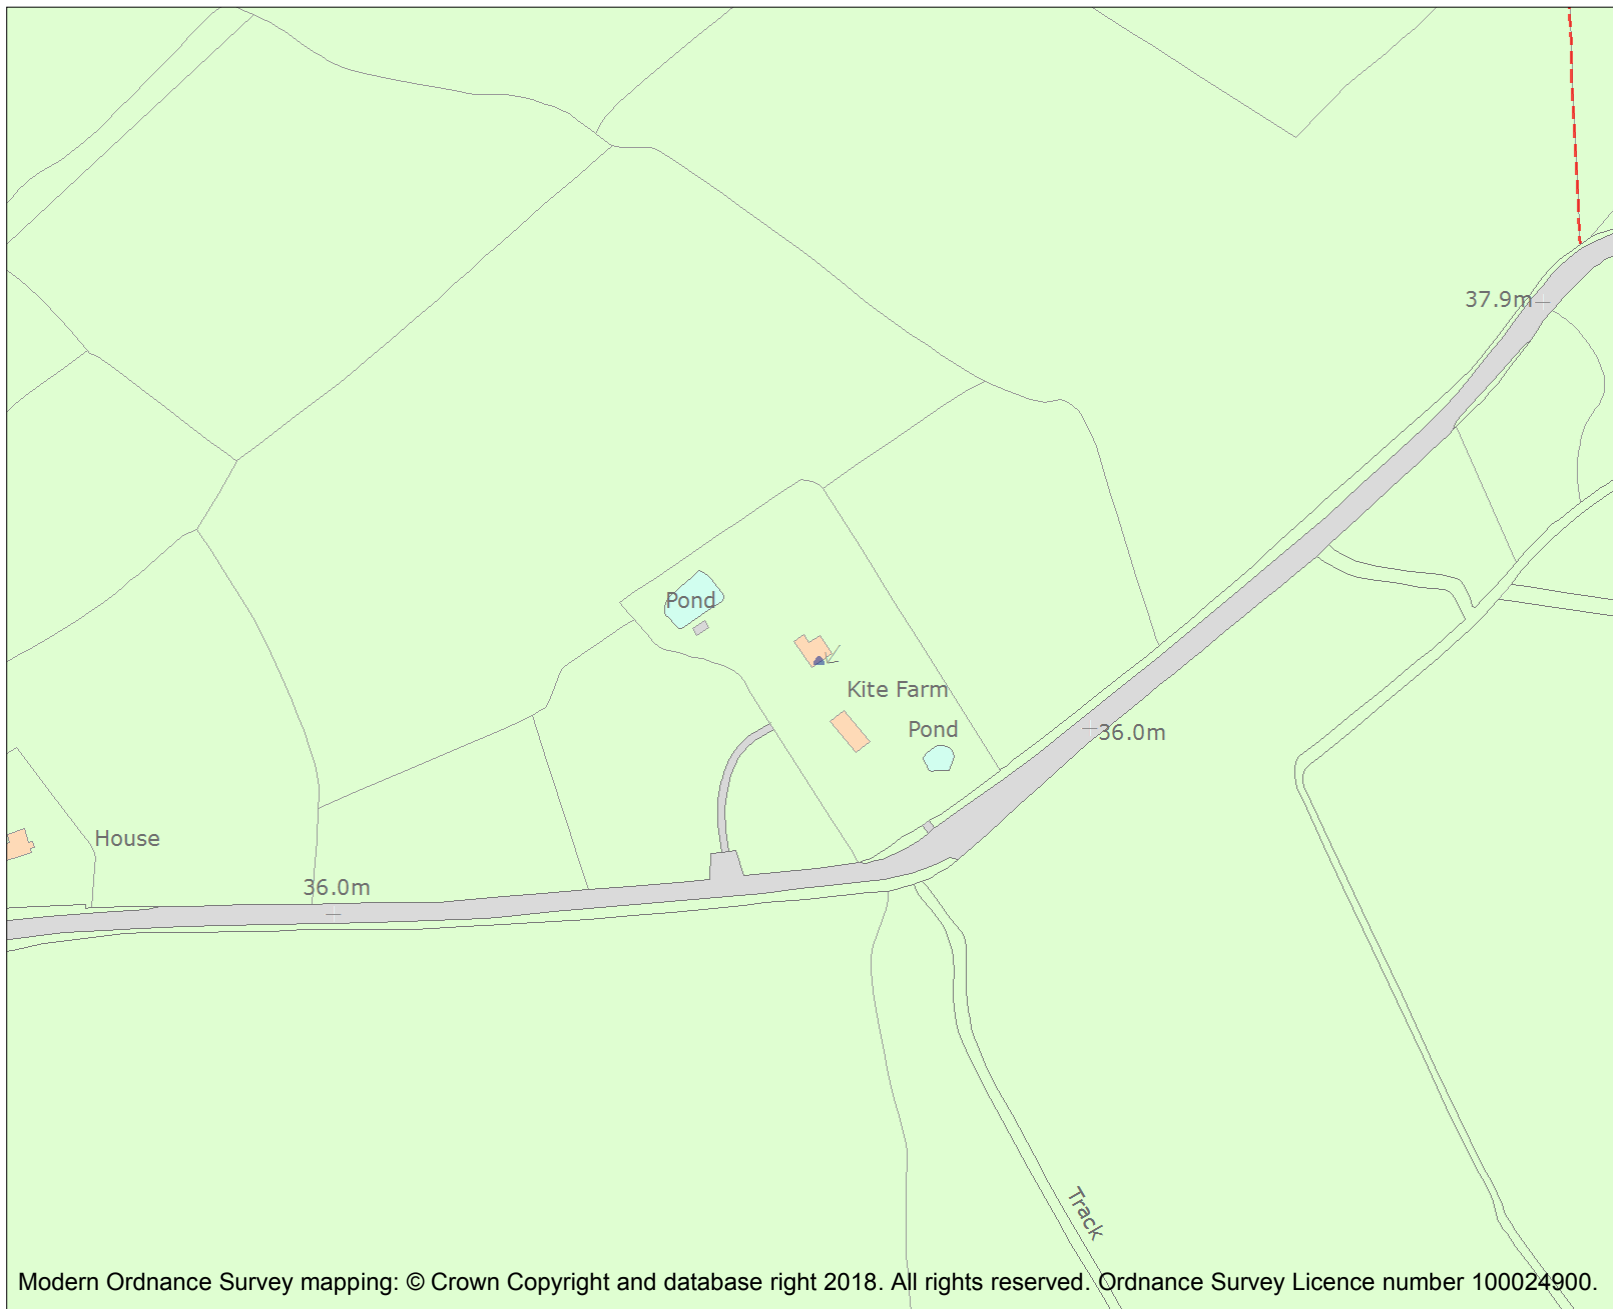 37.9m
Pond
Kite Farm
Pond
36.0m
House
36.0m
Track
Modern Ordnance Survey mapping: © Crown Copyright and database right 2018. All rights reserved. Ordnance Survey Licence number 100024900.